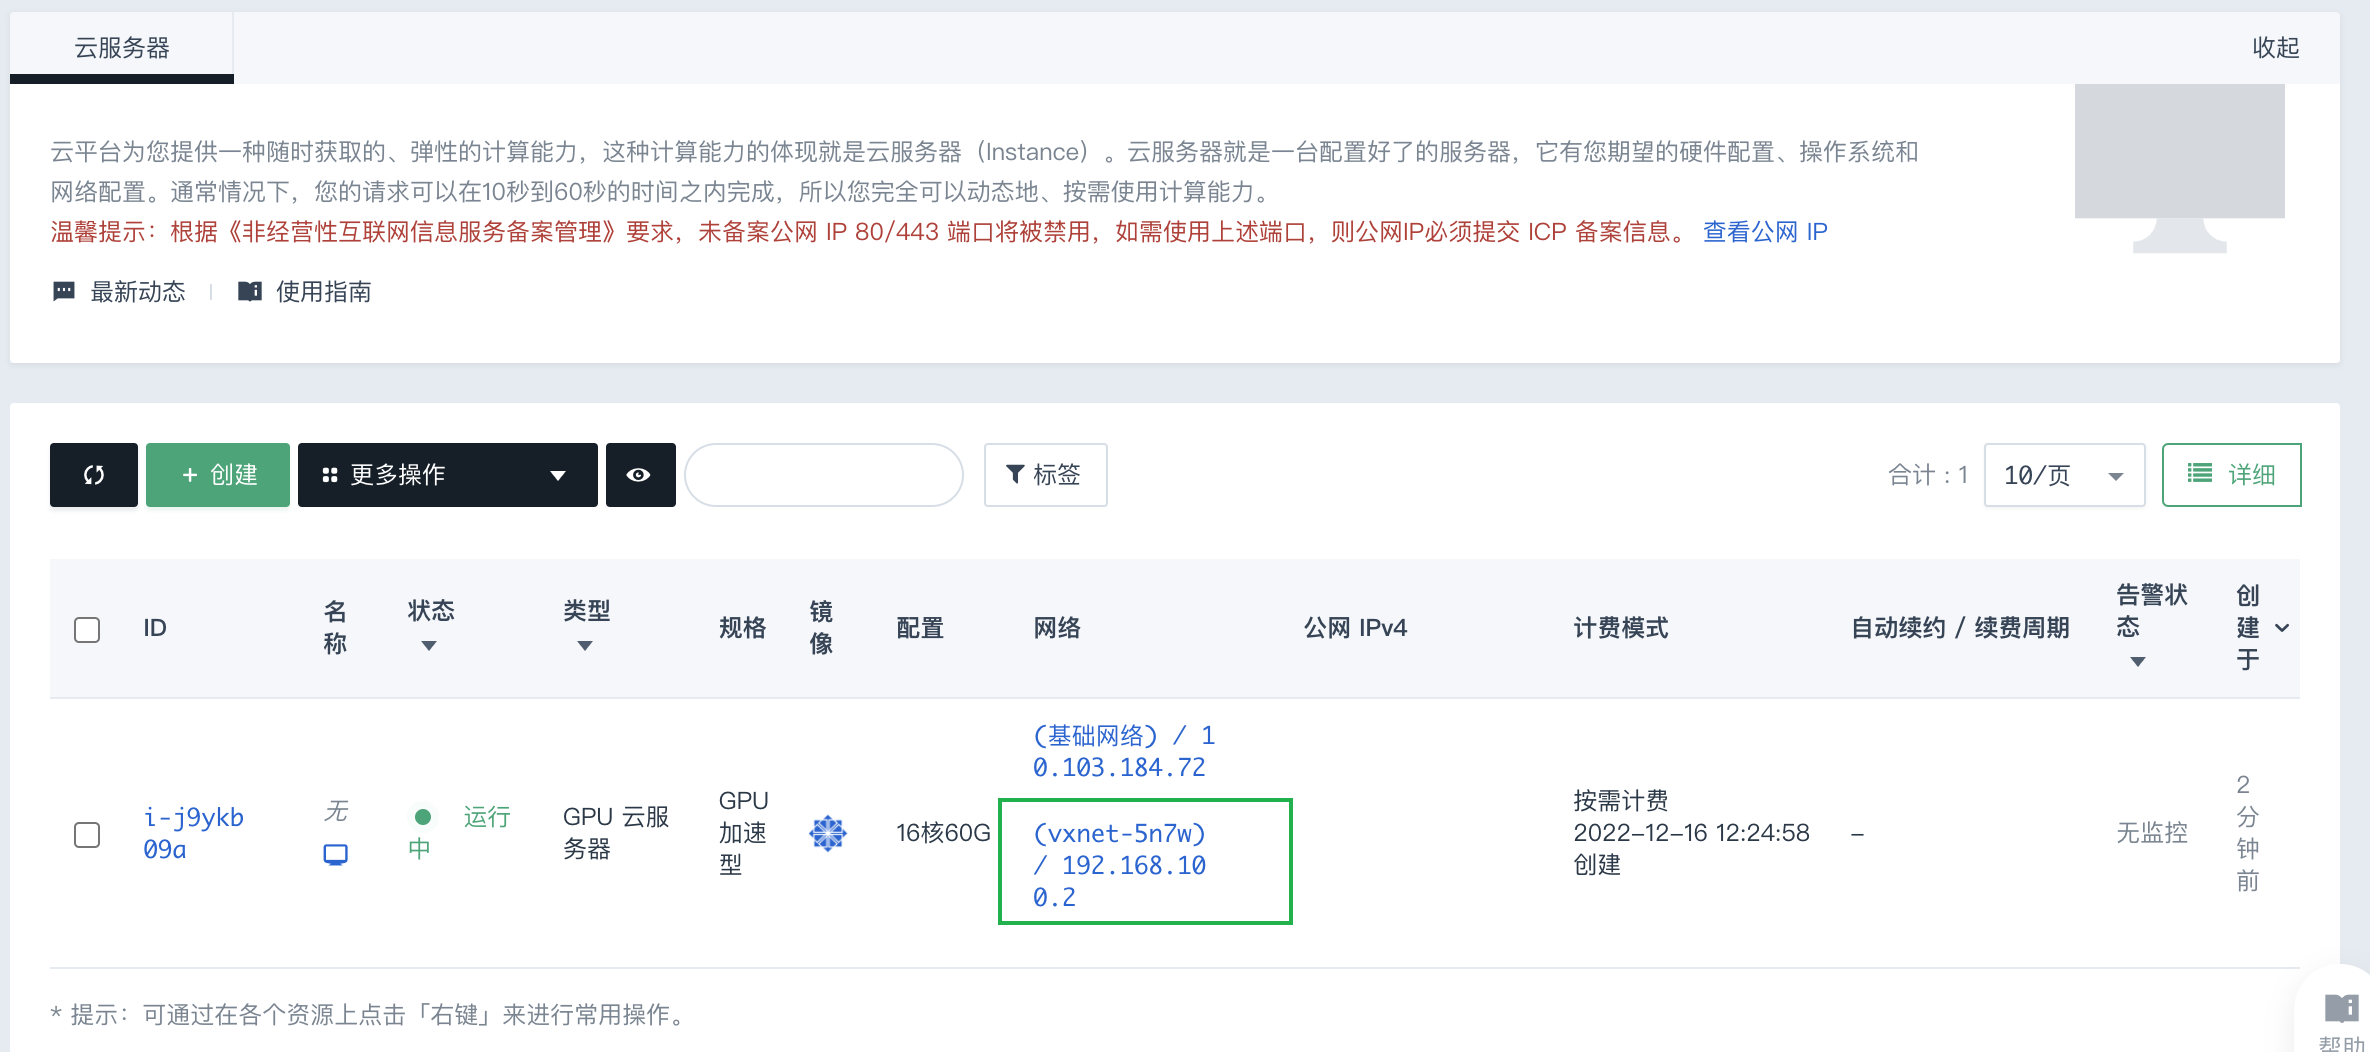 云服务器
收起
云平台为您提供一种随时获取的、弹性的计算能力，这种计算能力的体现就是云服务器（Instance）。云服务器就是一台配置好了的服务器，它有您期望的硬件配置、操作系统和
网络配置。通常情况下，您的请求可以在10秒到60秒的时间之内完成，所以您完全可以动态地、按需使用计算能力。
温馨提示：根据《非经营性互联网信息服务备案管理》要求，未备案公网 IP 80/443 端口将被禁用，如需使用上述端口，则公网IP必须提交 ICP 备案信息。 查看公网 IP
最新动态 使用指南
+ 创建 更多操作 标签 合计 : 1 10/页 详细
ID
名
称
状态
类型
规格
镜
像
配置
网络
公网 IPv4
计费模式
自动续约 / 续费周期
告警状
态
创
建
于
i-j9ykb
09a
无
运行
中
GPU 云服
务器
GPU
加速
型
16核60G
(基础网络) / 1
0.103.184.72
(vxnet-5n7w)
/ 192.168.10
0.2
按需计费
2022-12-16 12:24:58
创建
–
无监控
2
分
钟
前
* 提示：可通过在各个资源上点击「右键」来进行常用操作。
帮助